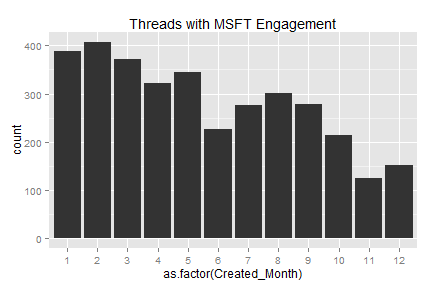 Threads with MSFT Engagement
400
300
200
100
0
count
1 2 3 4 5 6 7 8 9 10 11 12
as.factor(Created_Month)